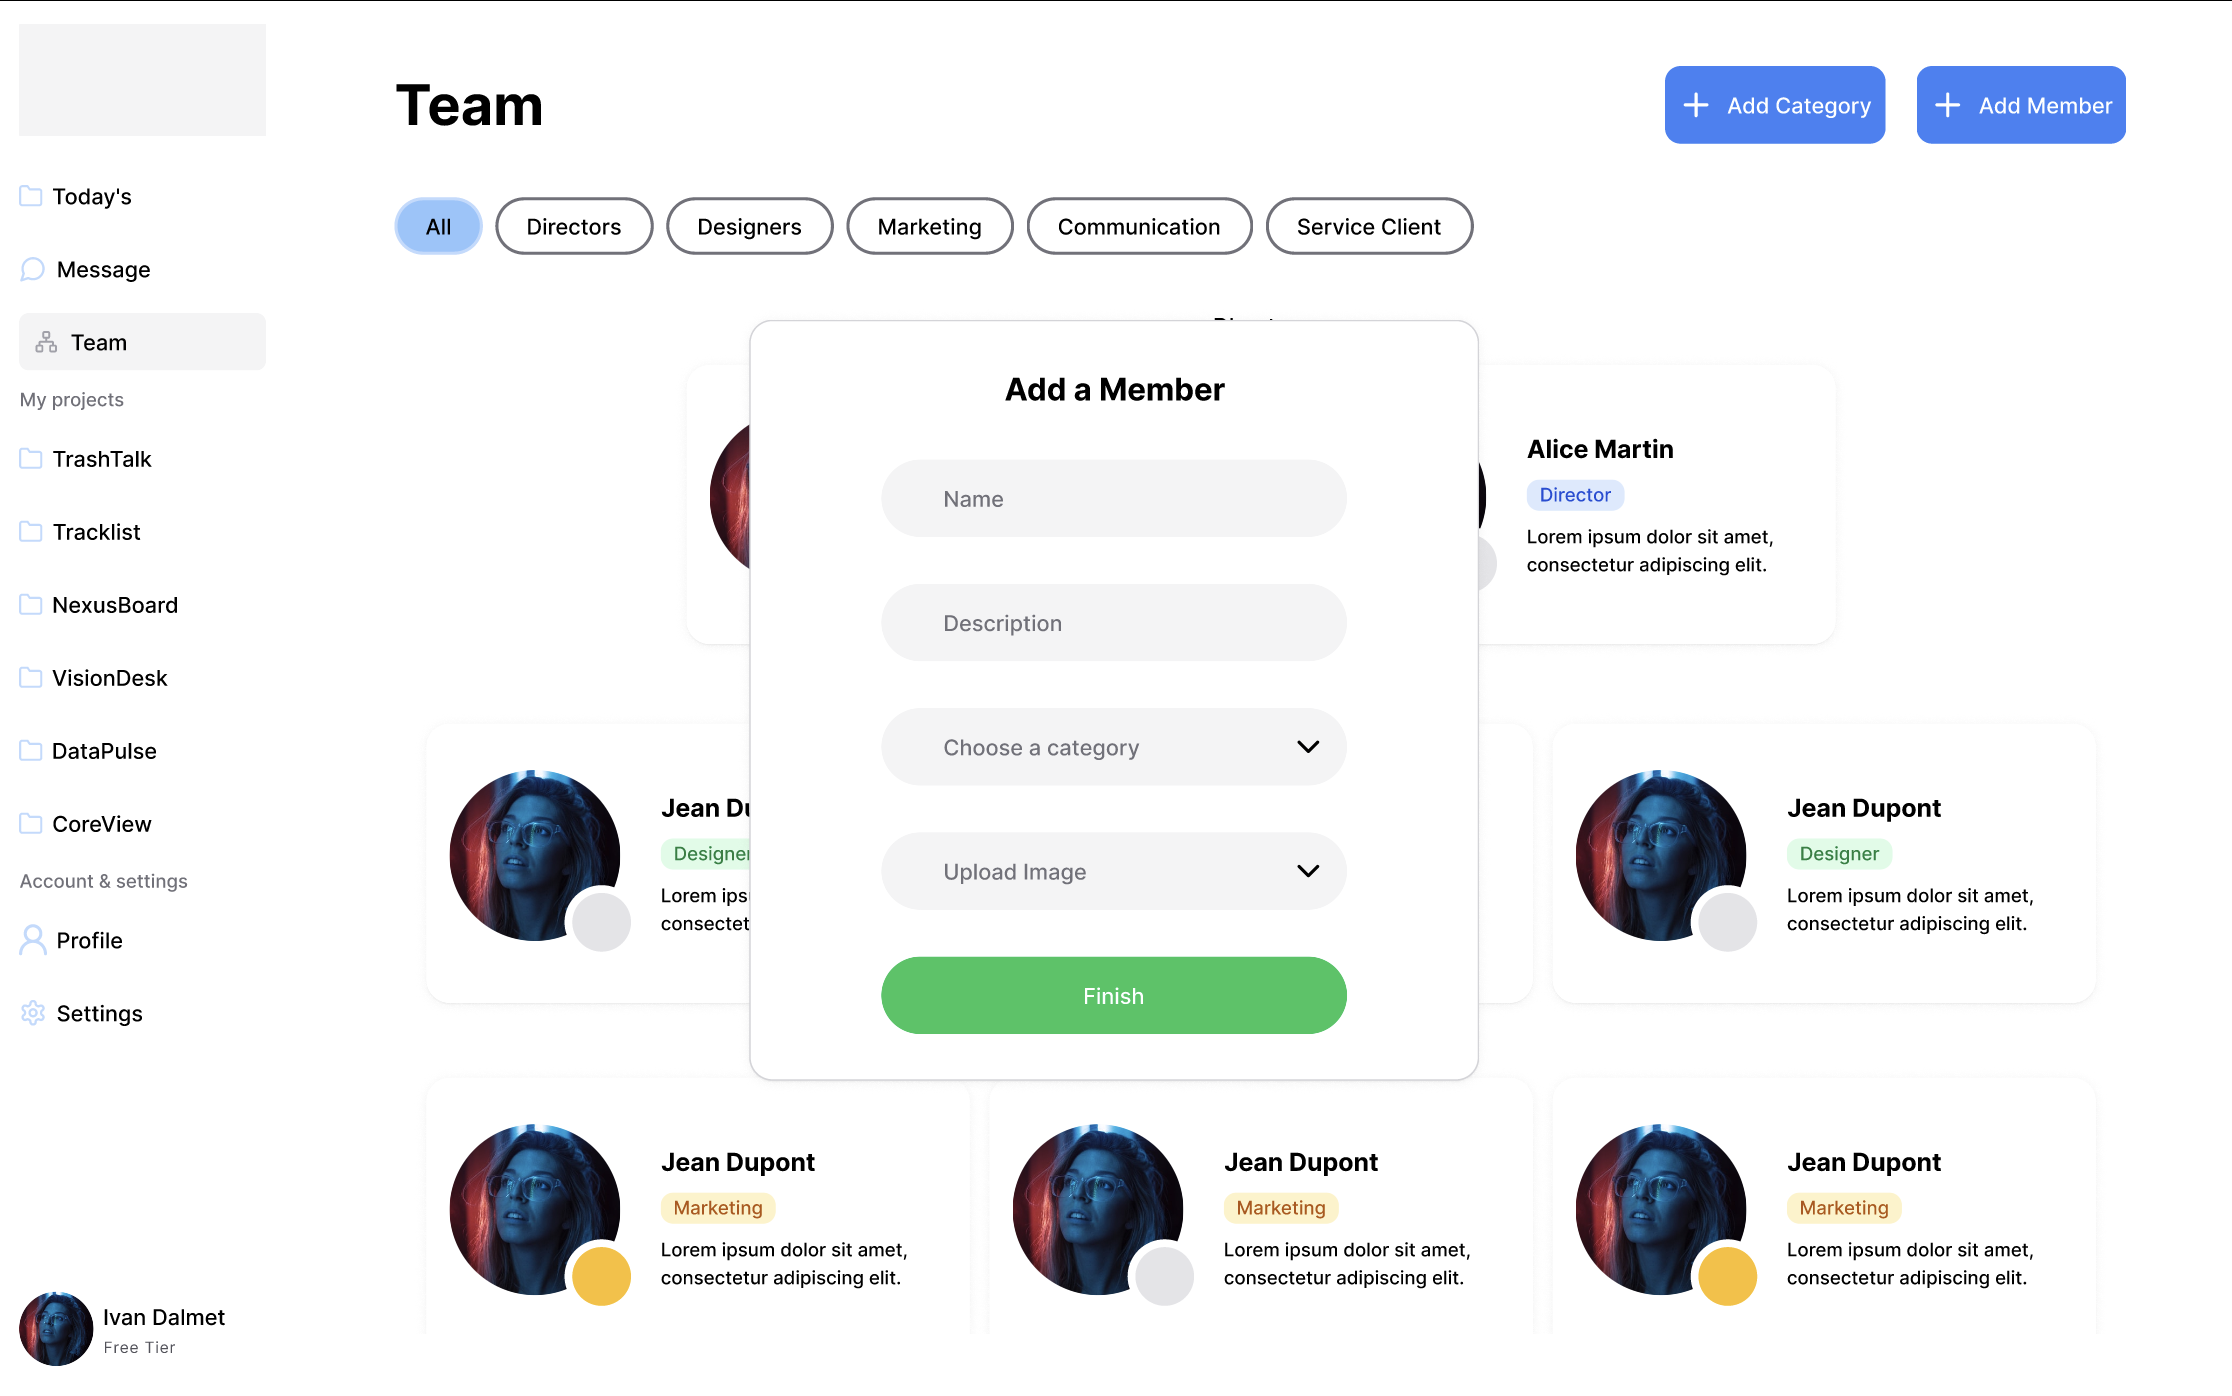 Team
Add Category
Add Member
Today's
Message
Team
My projects
TrashTalk
Tracklist
NexusBoard
VisionDesk
DataPulse
CoreView
Account & settings
Profile
Settings
Ivan Dalmet
Free Tier
All
Directors
Designers
Marketing
Communication
Service Client
Add a Member
Name
Description
Choose a category
Upload Image
Finish
Alice Martin
Director
Lorem ipsum dolor sit amet,
consectetur adipiscing elit.
Jean Du
Designer
Lorem ips
consectet
Jean Dupont
Designer
Lorem ipsum dolor sit amet,
consectetur adipiscing elit.
Jean Dupont
Marketing
Lorem ipsum dolor sit amet,
consectetur adipiscing elit.
Jean Dupont
Marketing
Lorem ipsum dolor sit amet,
consectetur adipiscing elit.
Jean Dupont
Marketing
Lorem ipsum dolor sit amet,
consectetur adipiscing elit.